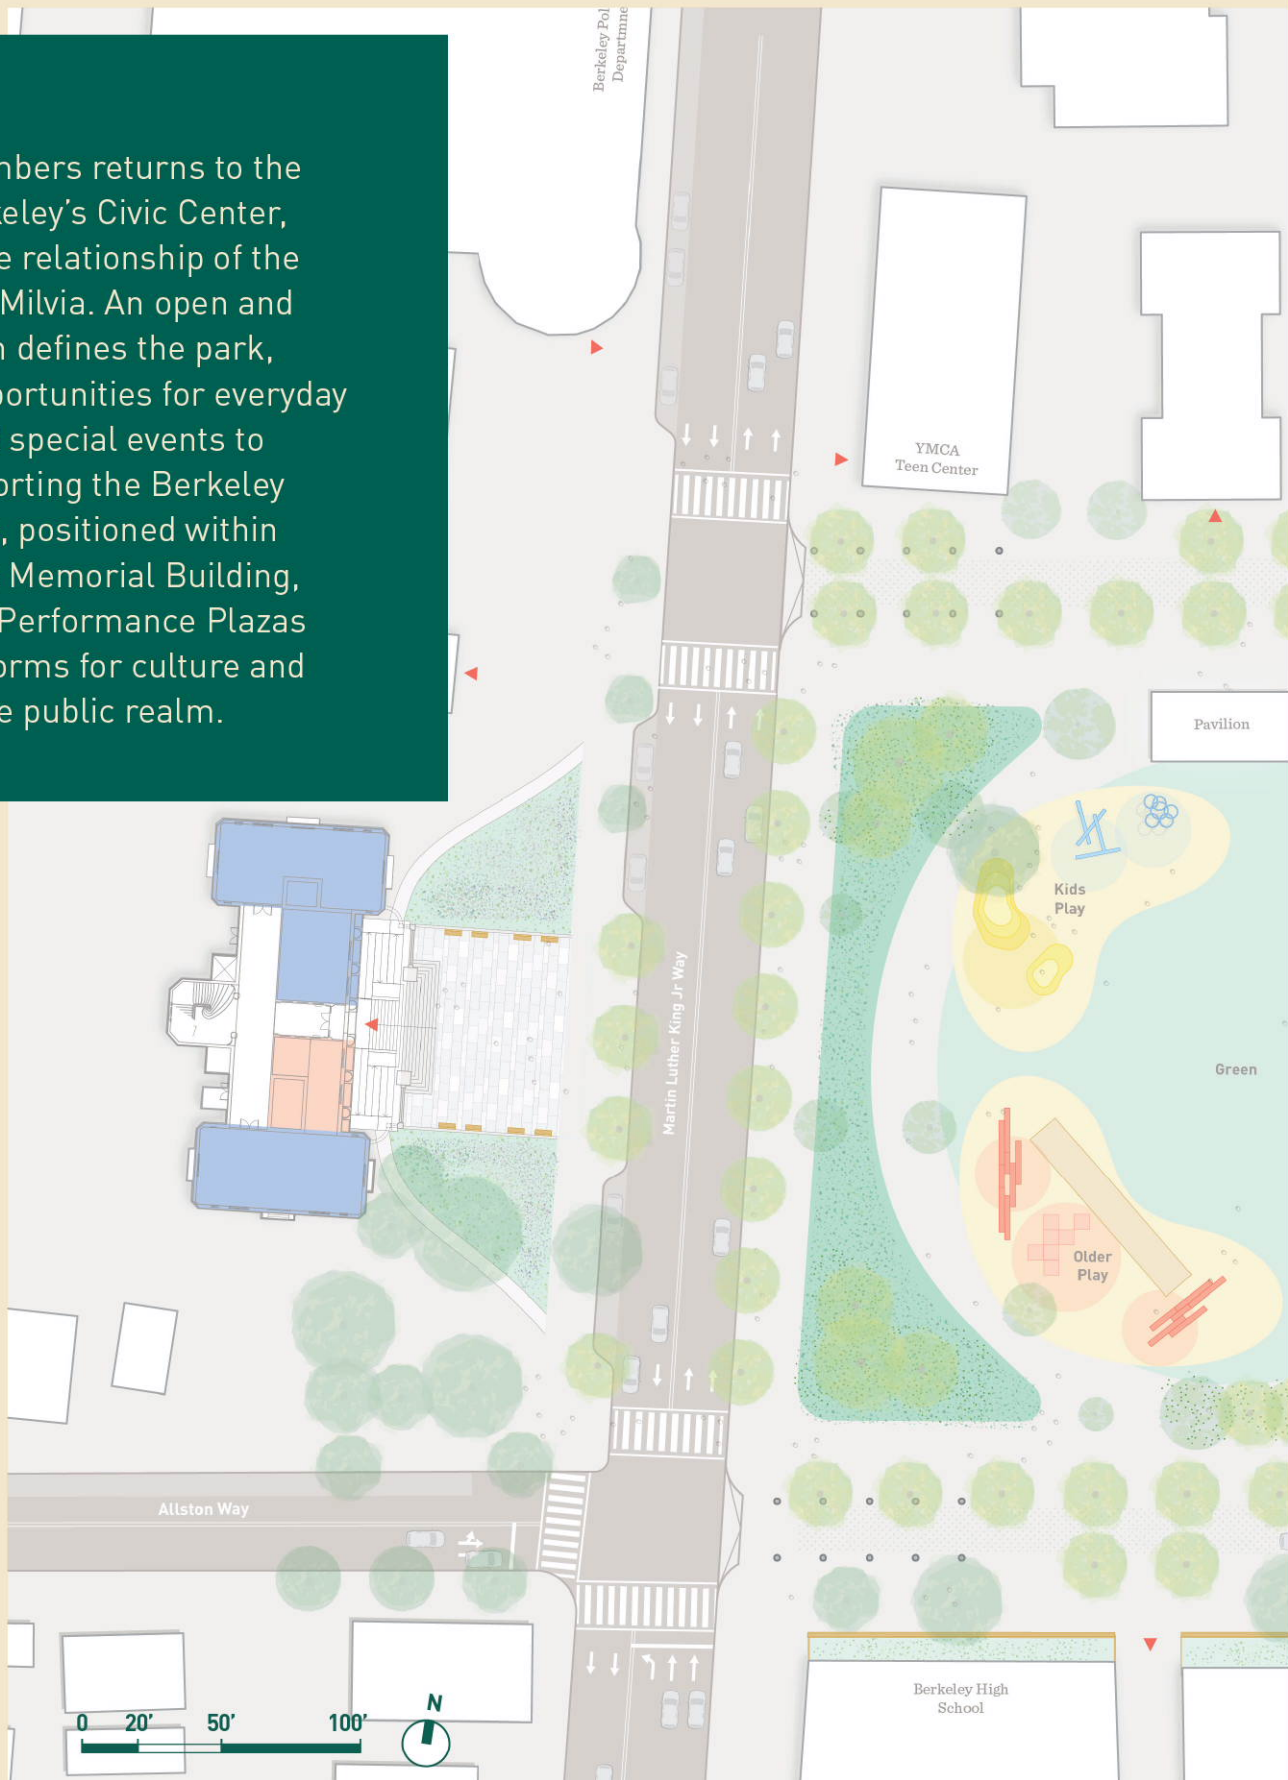 Berkeley Pol
Departmne
nbers returns to the
keley's Civic Center,
e relationship of the
Milvia. An open and
n defines the park,
portunities for everyday
special events to
orting the Berkeley
, positioned within
Memorial Building,
Performance Plazas
orms for culture and
e public realm.
YMCA
Teen Center
Pavilion
Kids
Play
Martin Luther King Jr Way
Green
Older
Play
Allston Way
Berkeley High
School
0 20' 50' 100'
N